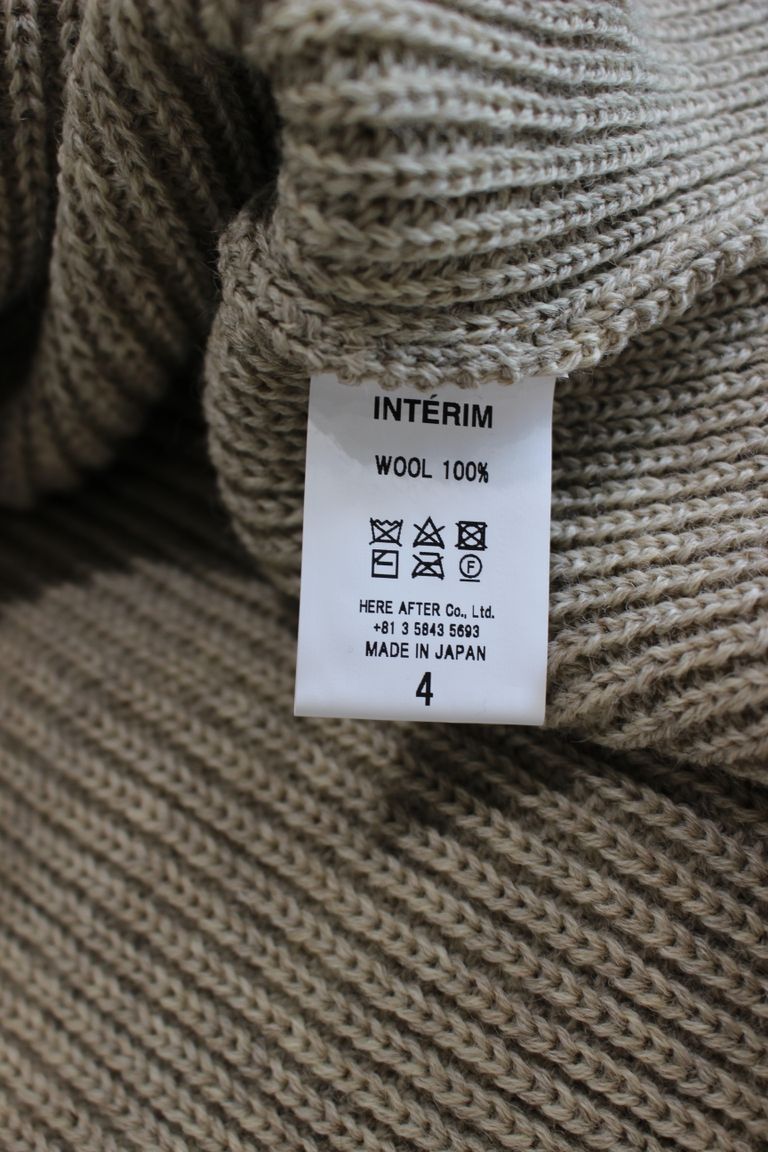 INTÉRIM
WOOL 100%
F
HERE AFTER Co., Ltd.
+81 3 5843 5693
MADE IN JAPAN
4